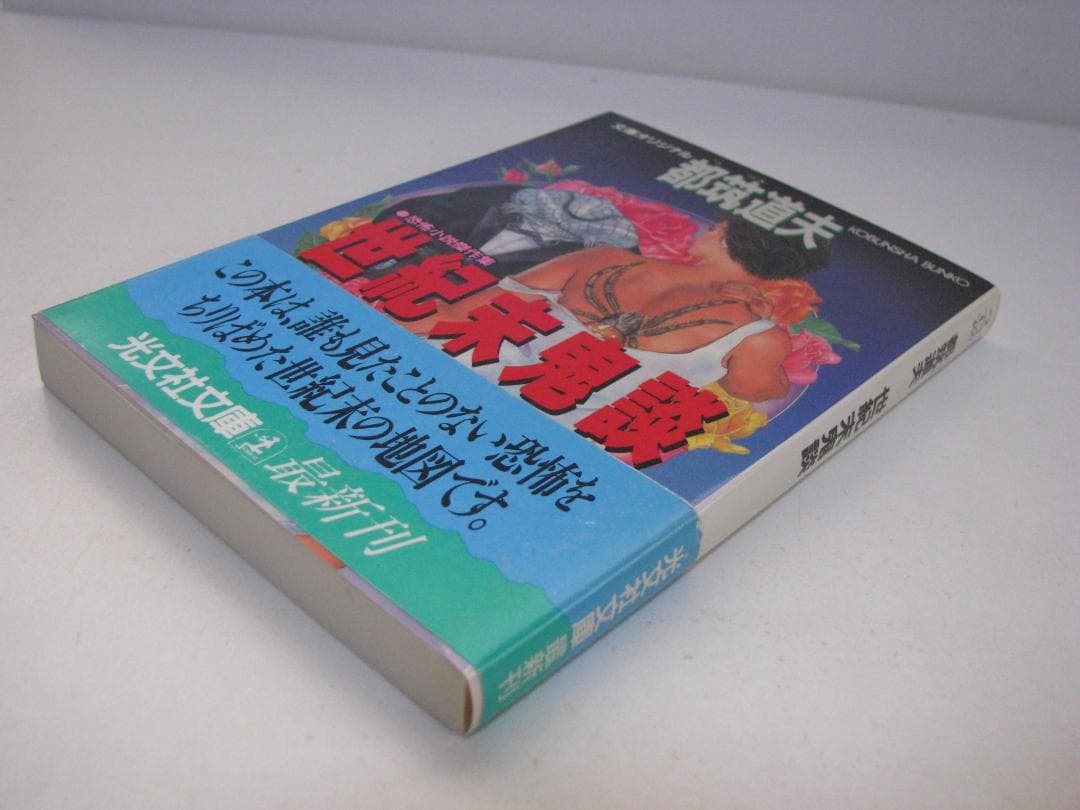 文庫オリジナル
都筑道夫
KOBUNSHA BUNKO
●恐怖小説傑作集
世紀末鬼談
この本は、誰も見たことのない恐怖を
ちりばめた世紀末の地図です。
光文社文庫 最新刊
都筑道夫 世紀末鬼談
光文社文庫 最新刊